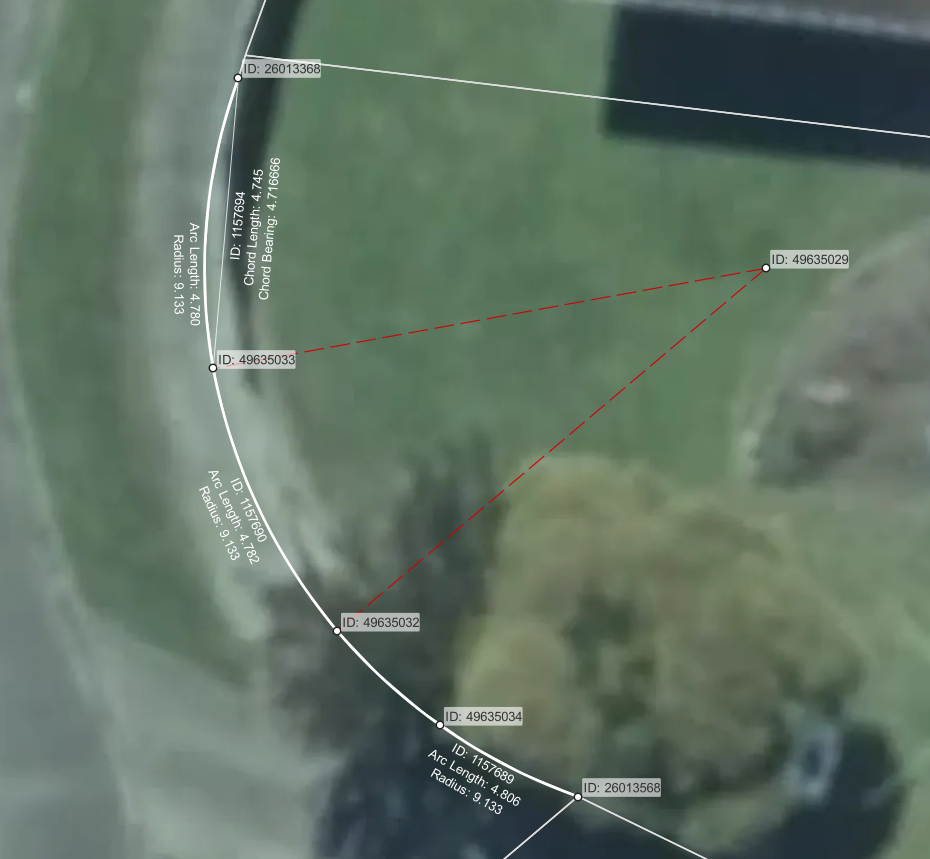 ID: 26013368
ID: 1157694
Chord Length: 4.745
Chord Bearing: 4.716666
Arc Length: 4.780
Radius: 9.133
ID: 49635029
ID: 49635033
ID: 1157690
Arc Length: 4.782
Radius: 9.133
ID: 49635032
ID: 49635034
ID: 1157689
Arc Length: 4.806
Radius: 9.133
ID: 26013568